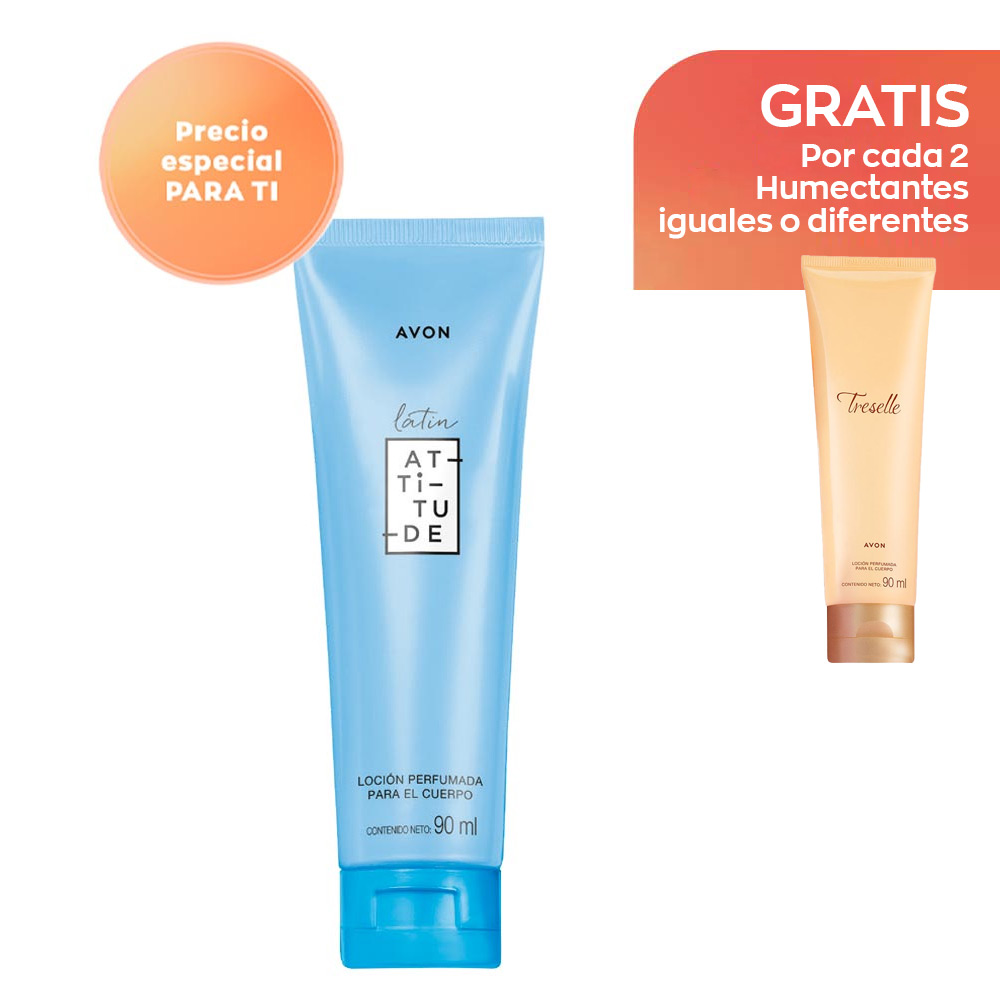 Precio
especial
PARA TI
GRATIS
Por cada 2
Humectantes
iguales o diferentes
AVON
latin
AT-
Ti-
TU
-DE
LOCIÓN PERFUMADA
PARA EL CUERPO
CONTENIDO NETO: 90 ml
Treselle
AVON
LOCIÓN PERFUMADA
PARA EL CUERPO
CONTENIDO NETO: 90 ml